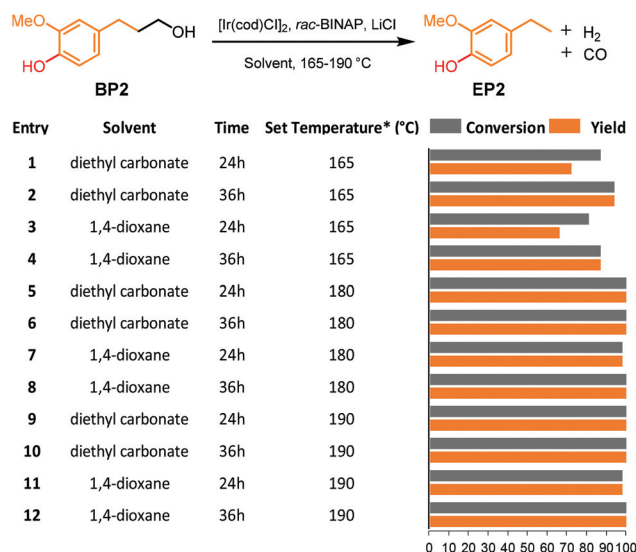 MeO
HO
OH
BP2
[Ir(cod)Cl]2, rac-BINAP, LiCl
Solvent, 165-190 °C
MeO
HO
EP2
+ H2
+ CO
Entry Solvent Time Set Temperature* (°C) Conversion Yield
1 diethyl carbonate 24h 165
2 diethyl carbonate 36h 165
3 1,4-dioxane 24h 165
4 1,4-dioxane 36h 165
5 diethyl carbonate 24h 180
6 diethyl carbonate 36h 180
7 1,4-dioxane 24h 180
8 1,4-dioxane 36h 180
9 diethyl carbonate 24h 190
10 diethyl carbonate 36h 190
11 1,4-dioxane 24h 190
12 1,4-dioxane 36h 190
0 10 20 30 40 50 60 70 80 90 100